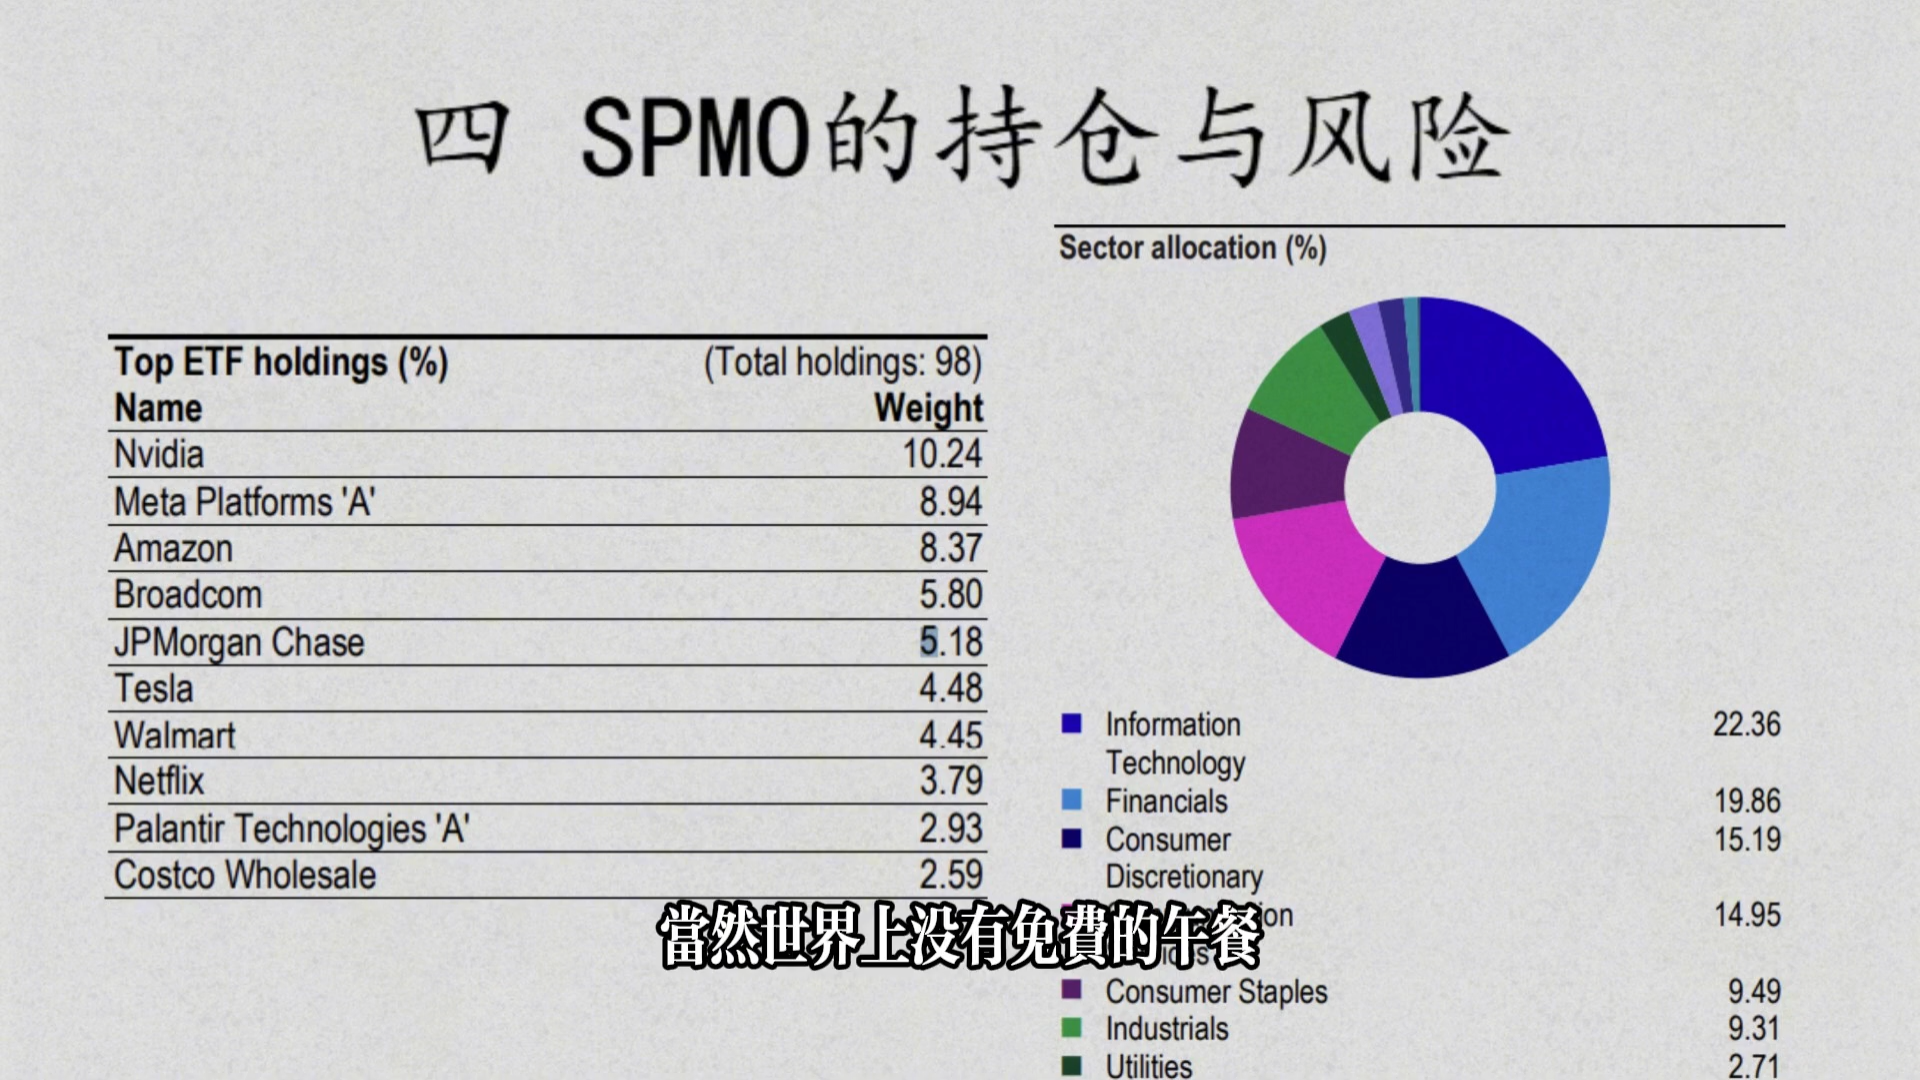 四 SPMO的持仓与风险
Top ETF holdings (%) (Total holdings: 98)
Name Weight
Nvidia 10.24
Meta Platforms 'A' 8.94
Amazon 8.37
Broadcom 5.80
JPMorgan Chase 5.18
Tesla 4.48
Walmart 4.45
Netflix 3.79
Palantir Technologies 'A' 2.93
Costco Wholesale 2.59
Sector allocation (%)
Information 22.36
Technology
Financials 19.86
Consumer 15.19
Discretionary
14.95
Consumer Staples 9.49
Industrials 9.31
Utilities 2.71
當然世界上没有免費的午餐